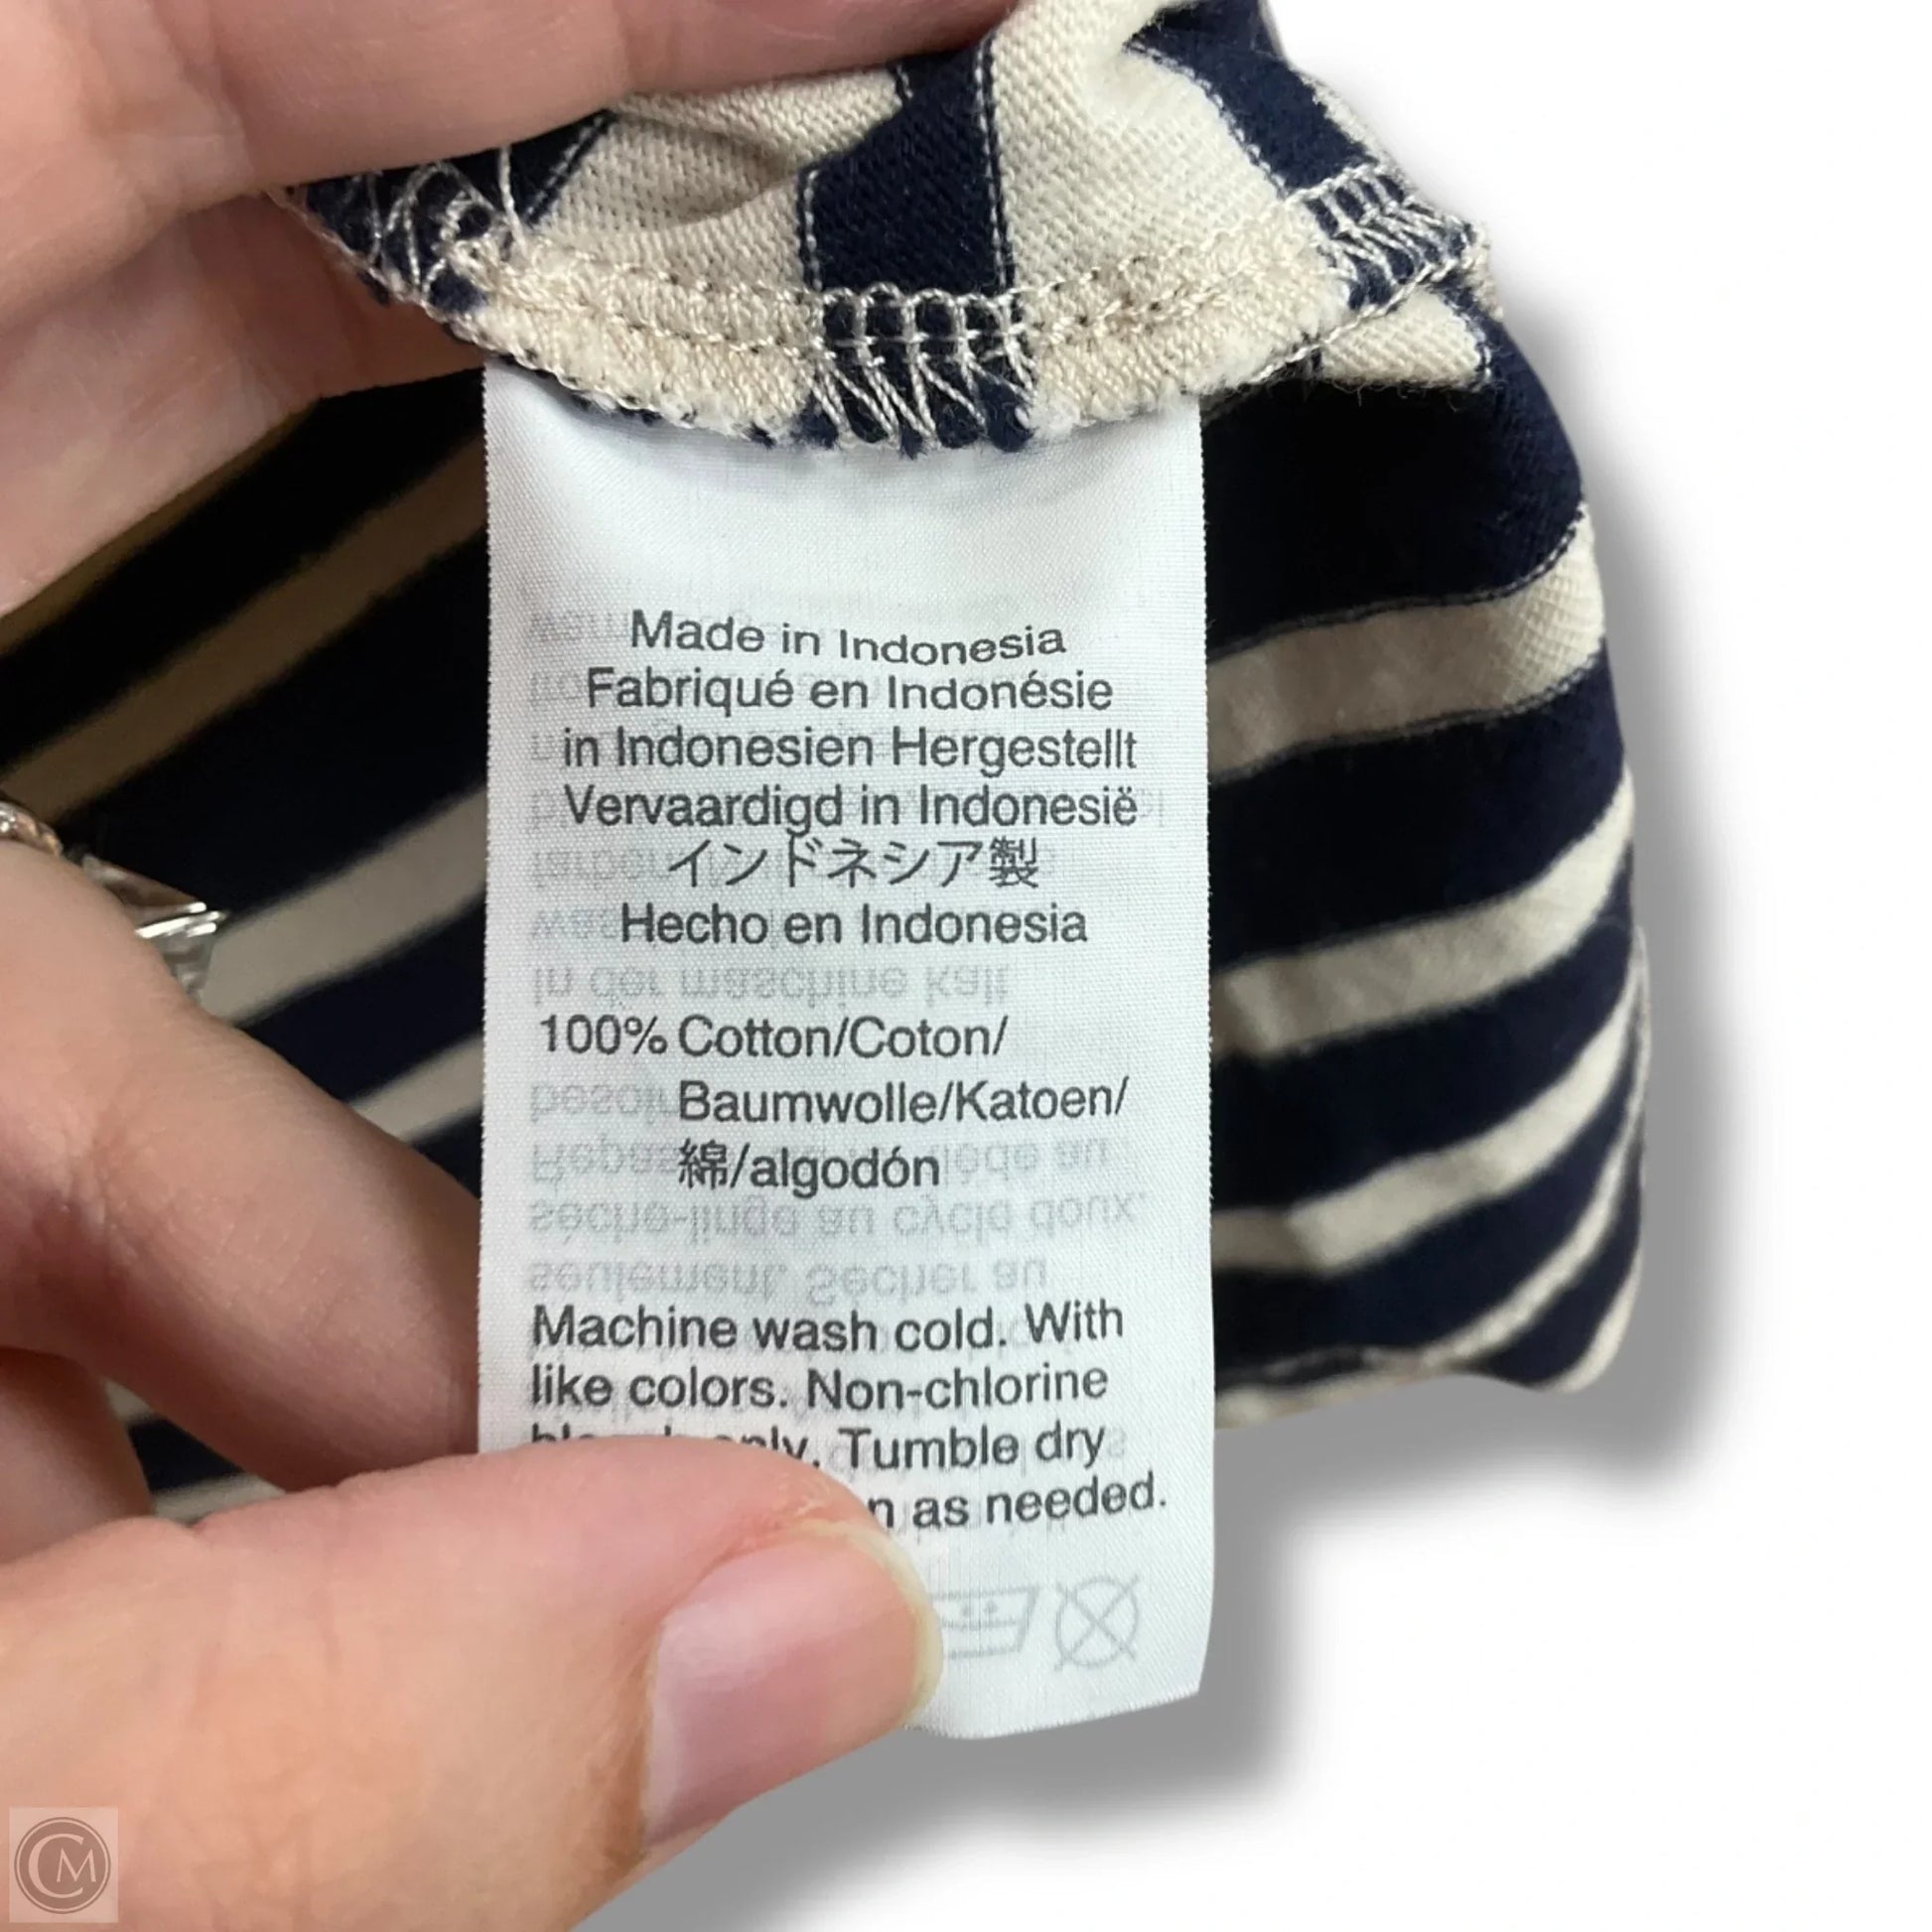 Made in Indonesia
Fabriqué en Indonésie
in Indonesien Hergestellt
Vervaardigd in Indonesië
インドネシア製
Hecho en Indonesia
100% Cotton/Coton/
Baumwolle/Katoen/
綿/algodón
Machine wash cold. With
like colors. Non-chlorine
only. Tumble dry
as needed.
CM